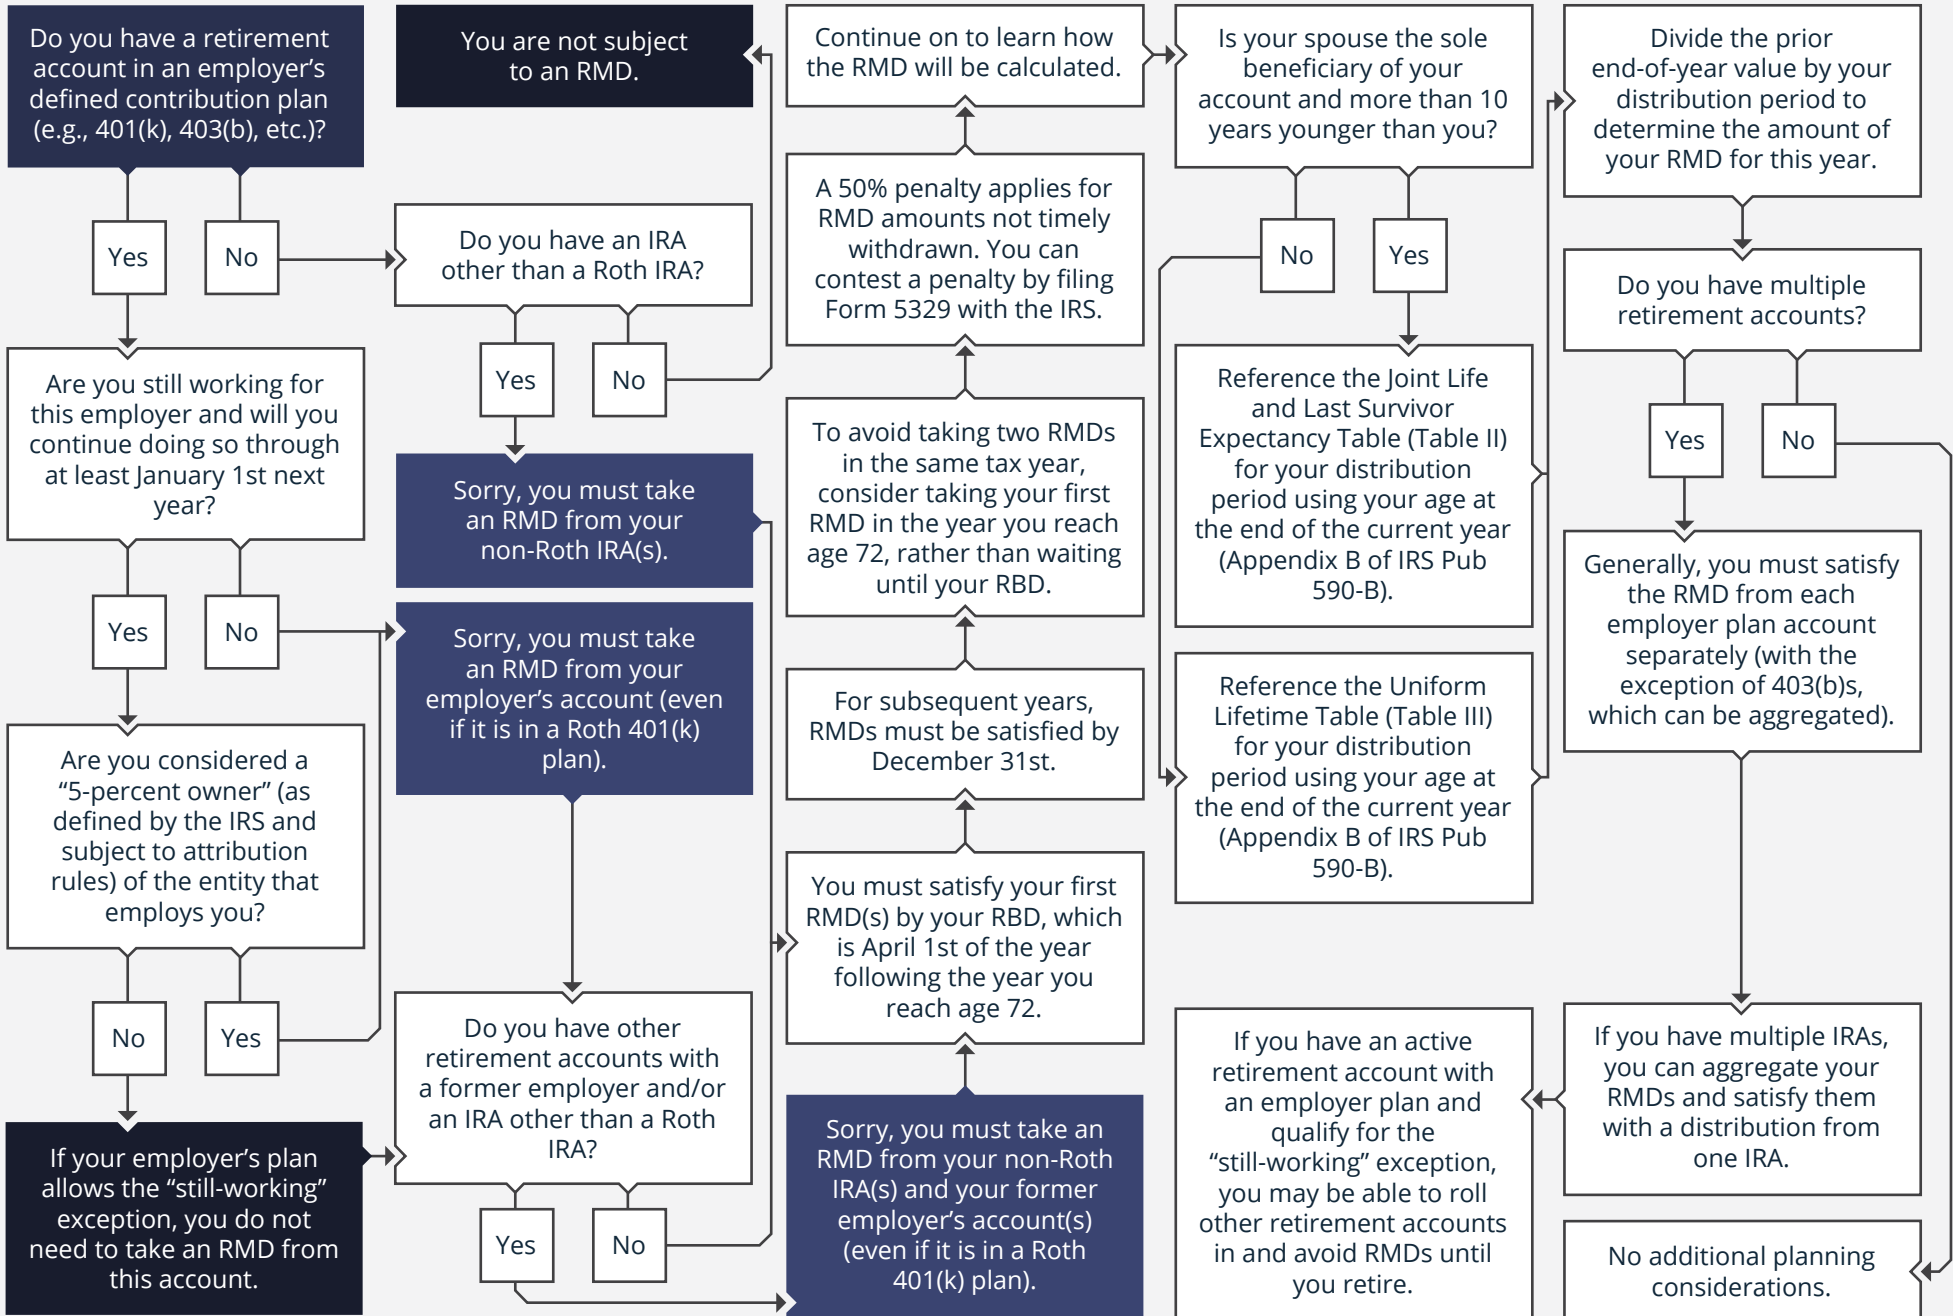 Do you have a retirement
account in an employer’s
defined contribution plan
(e.g., 401(k), 403(b), etc.)?
Yes
No
Are you still working for
this employer and will you
continue doing so through
at least January 1st next
year?
Yes
No
Are you considered a
“5-percent owner” (as
defined by the IRS and
subject to attribution
rules) of the entity that
employs you?
No
Yes
If your employer’s plan
allows the “still-working”
exception, you do not
need to take an RMD from
this account.
You are not subject
to an RMD.
Do you have an IRA
other than a Roth IRA?
Yes
No
Sorry, you must take
an RMD from your
non-Roth IRA(s).
Sorry, you must take
an RMD from your
employer’s account (even
if it is in a Roth 401(k)
plan).
Do you have other
retirement accounts with
a former employer and/or
an IRA other than a Roth
IRA?
Yes
No
Continue on to learn how
the RMD will be calculated.
A 50% penalty applies for
RMD amounts not timely
withdrawn. You can
contest a penalty by filing
Form 5329 with the IRS.
To avoid taking two RMDs
in the same tax year,
consider taking your first
RMD in the year you reach
age 72, rather than waiting
until your RBD.
For subsequent years,
RMDs must be satisfied by
December 31st.
You must satisfy your first
RMD(s) by your RBD, which
is April 1st of the year
following the year you
reach age 72.
Sorry, you must take an
RMD from your non-Roth
IRA(s) and your former
employer’s account(s)
(even if it is in a Roth
401(k) plan).
Is your spouse the sole
beneficiary of your
account and more than 10
years younger than you?
No
Yes
Reference the Joint Life
and Last Survivor
Expectancy Table (Table II)
for your distribution
period using your age at
the end of the current year
(Appendix B of IRS Pub
590-B).
Reference the Uniform
Lifetime Table (Table III)
for your distribution
period using your age at
the end of the current year
(Appendix B of IRS Pub
590-B).
If you have an active
retirement account with
an employer plan and
qualify for the
“still-working” exception,
you may be able to roll
other retirement accounts
in and avoid RMDs until
you retire.
Divide the prior
end-of-year value by your
distribution period to
determine the amount of
your RMD for this year.
Do you have multiple
retirement accounts?
Yes
No
Generally, you must satisfy
the RMD from each
employer plan account
separately (with the
exception of 403(b)s,
which can be aggregated).
If you have multiple IRAs,
you can aggregate your
RMDs and satisfy them
with a distribution from
one IRA.
No additional planning
considerations.